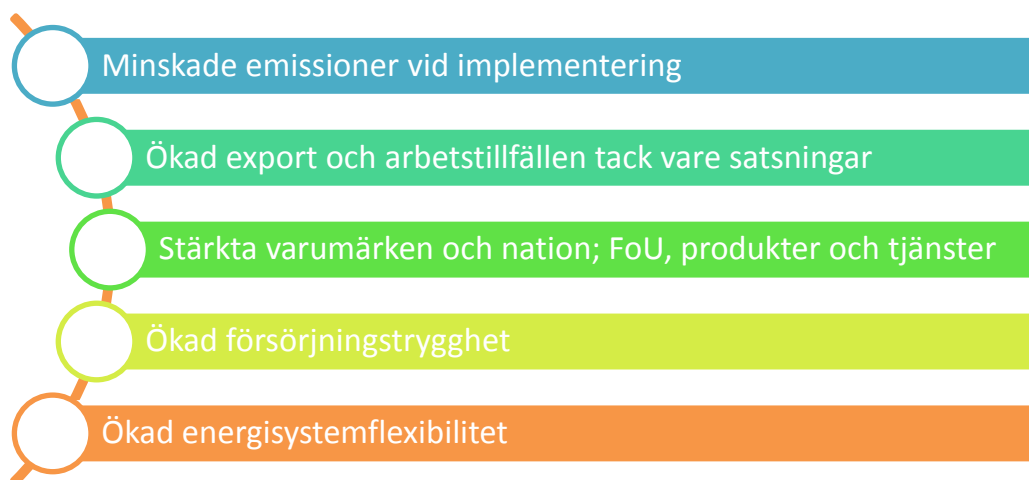 Minskade emissioner vid implementering
Ökad export och arbetstillfällen tack vare satsningar
Stärkta varumärken och nation; FoU, produkter och tjänster
Ökad försörjningstrygghet
Ökad energisystemflexibilitet